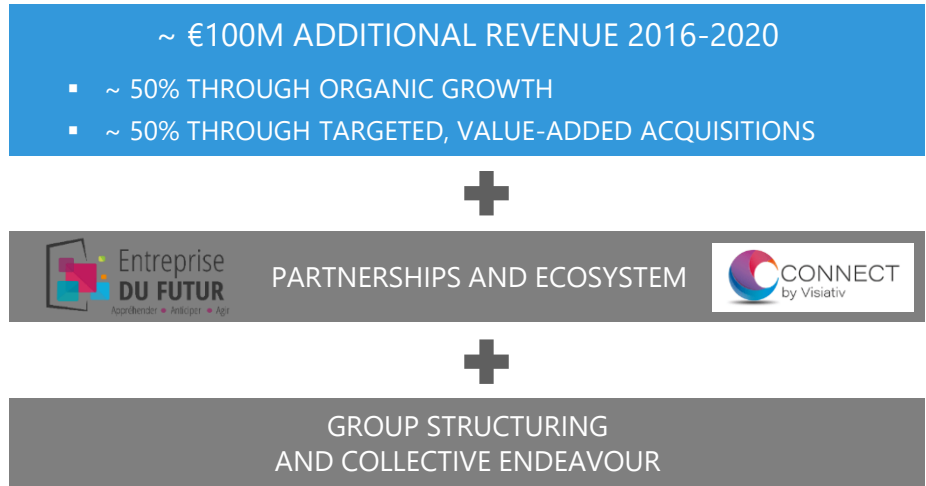 ~ €100M ADDITIONAL REVENUE 2016-2020
▪ ~ 50% THROUGH ORGANIC GROWTH
▪ ~ 50% THROUGH TARGETED, VALUE-ADDED ACQUISITIONS
Entreprise
DU FUTUR
Appréhender • Anticiper • Agir
PARTNERSHIPS AND ECOSYSTEM
CONNECT
by Visiativ
GROUP STRUCTURING
AND COLLECTIVE ENDEAVOUR